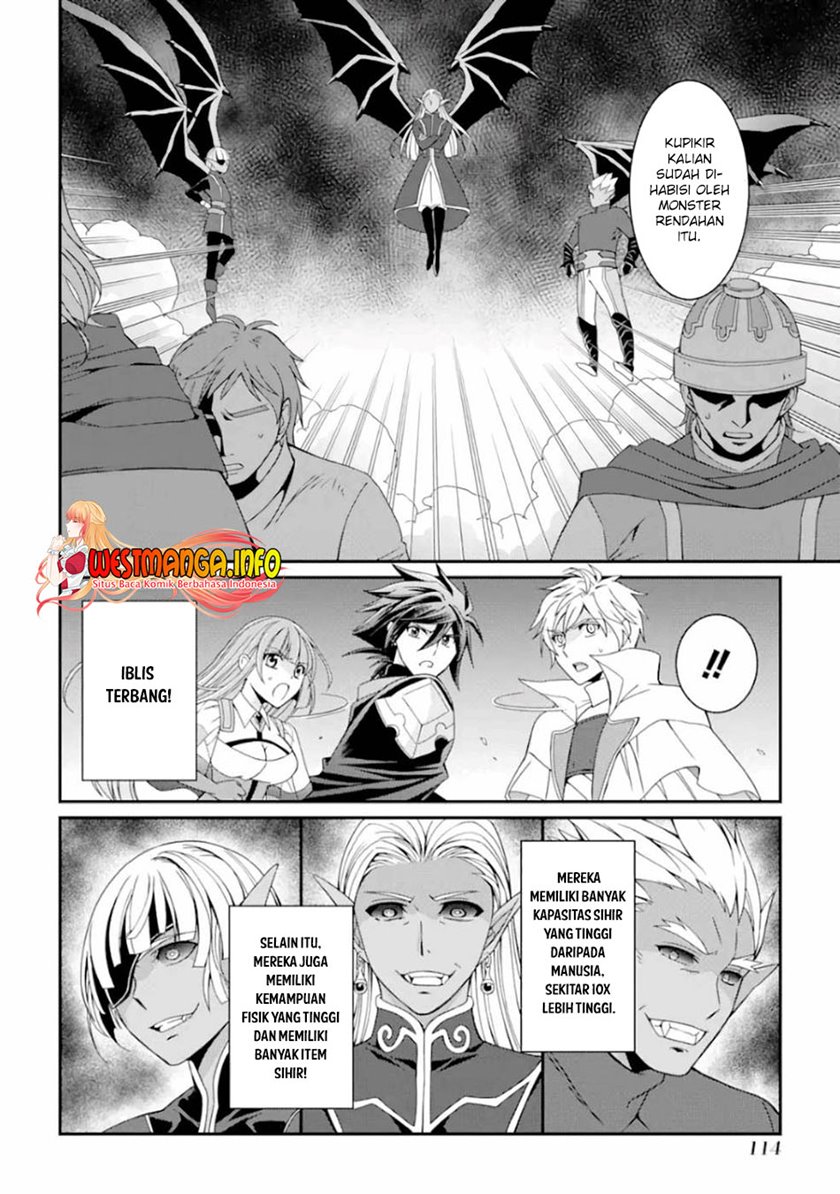 KUPIKIR
KALIAN
SUDAH DI-
HABISI OLEH
MONSTER
RENDAHAN
ITU.
WESTMANGA.INFO
Situs Baca Komik Berbahasa Indonesia
!!
IBLIS
TERBANG!
MEREKA
MEMILIKI BANYAK
KAPASITAS SIHIR
YANG TINGGI
DARIPADA
MANUSIA,
SEKITAR 10X
LEBIH TINGGI.
SELAIN ITU,
MEREKA JUGA
MEMILIKI
KEMAMPUAN
FISIK YANG TINGGI
DAN MEMILIKI
BANYAK ITEM
SIHIR!
114